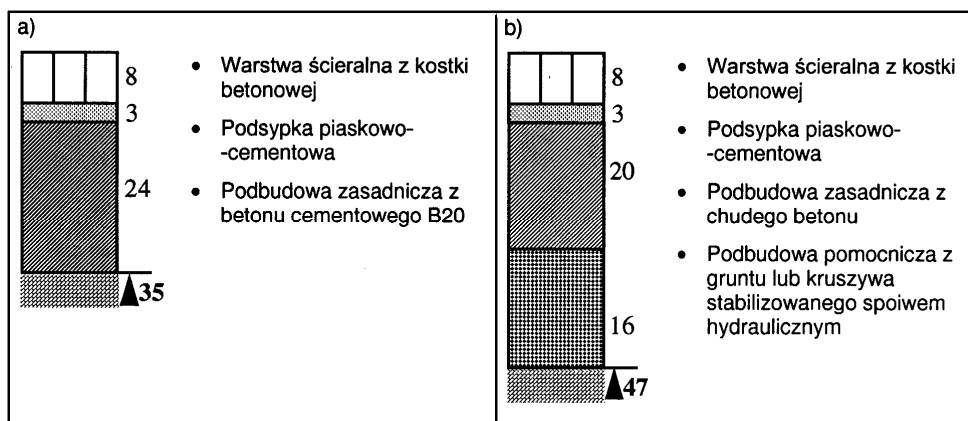 a)
8
3
24
35
• Warstwa ścieralna z kostki
betonowej
• Podsypka piaskowo-
-cementowa
• Podbudowa zasadnicza z
betonu cementowego B20
b)
8
3
20
16
47
• Warstwa ścieralna z kostki
betonowej
• Podsypka piaskowo-
-cementowa
• Podbudowa zasadnicza z
chudego betonu
• Podbudowa pomocnicza z
gruntu lub kruszywa
stabilizowanego spoiwem
hydraulicznym